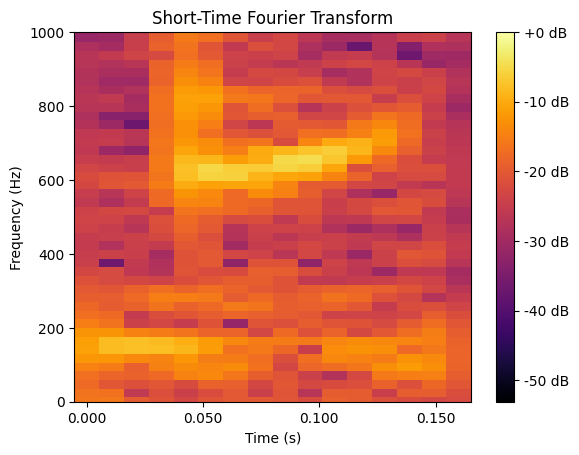 Short-Time Fourier Transform
1000
800
600
400
200
0
Frequency (Hz)
0.000
0.050
0.100
0.150
Time (s)
+0 dB
-10 dB
-20 dB
-30 dB
-40 dB
-50 dB